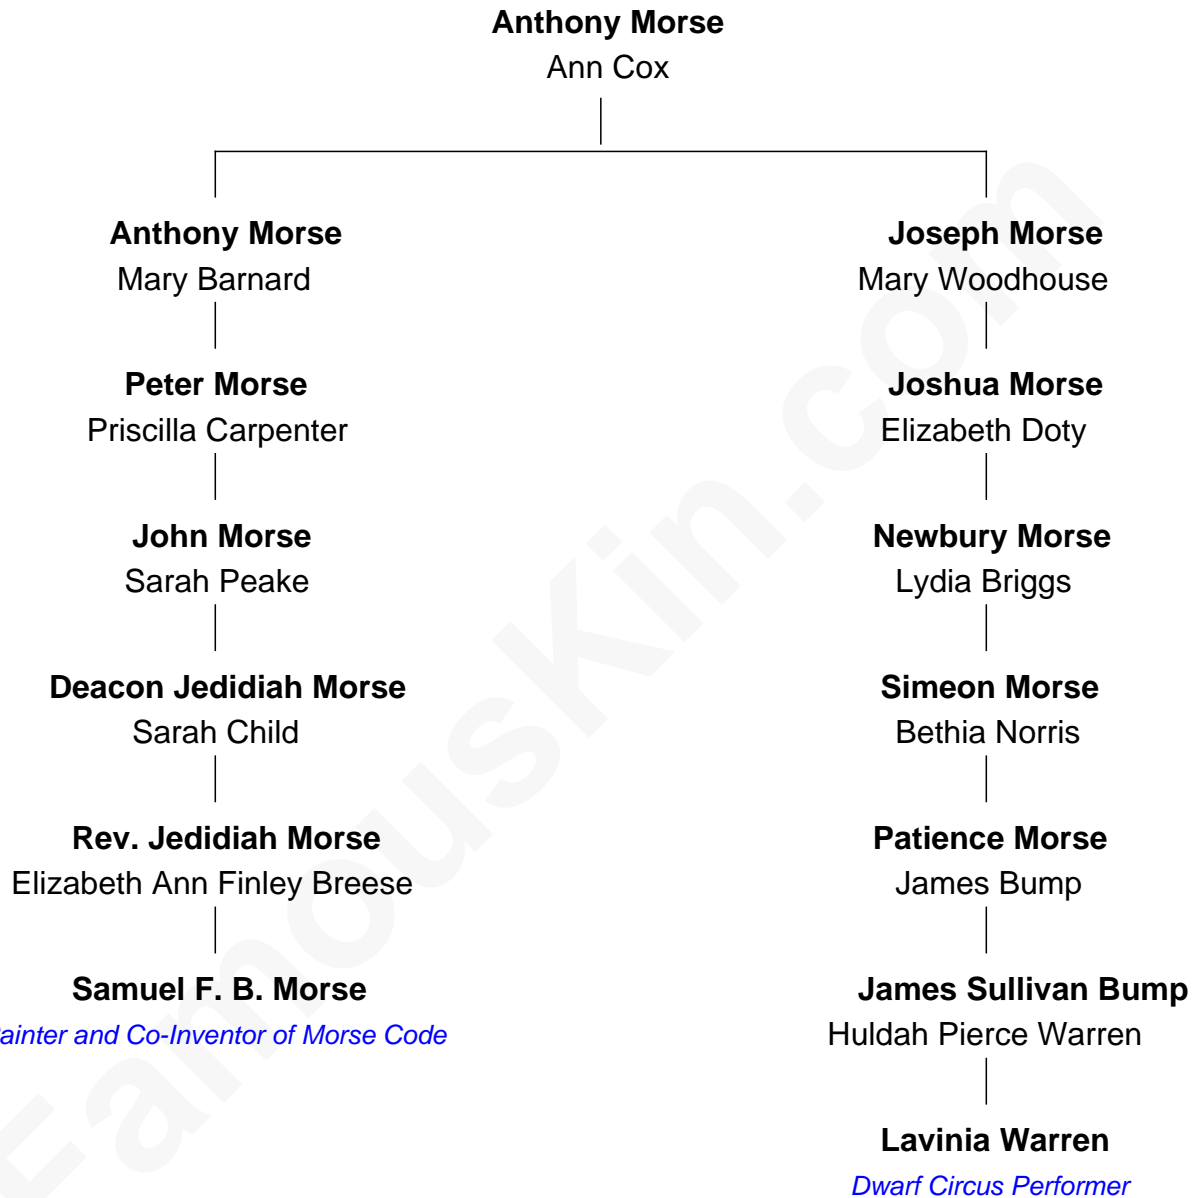 Anthony Morse
Ann Cox
Anthony Morse
Mary Barnard
Peter Morse
Priscilla Carpenter
John Morse
Sarah Peake
Deacon Jedidiah Morse
Sarah Child
Rev. Jedidiah Morse
Elizabeth Ann Finley Breese
Samuel F. B. Morse
ainter and Co-Inventor of Morse Code
Joseph Morse
Mary Woodhouse
Joshua Morse
Elizabeth Doty
Newbury Morse
Lydia Briggs
Simeon Morse
Bethia Norris
Patience Morse
James Bump
James Sullivan Bump
Huldah Pierce Warren
Lavinia Warren
Dwarf Circus Performer
FamousKin.com